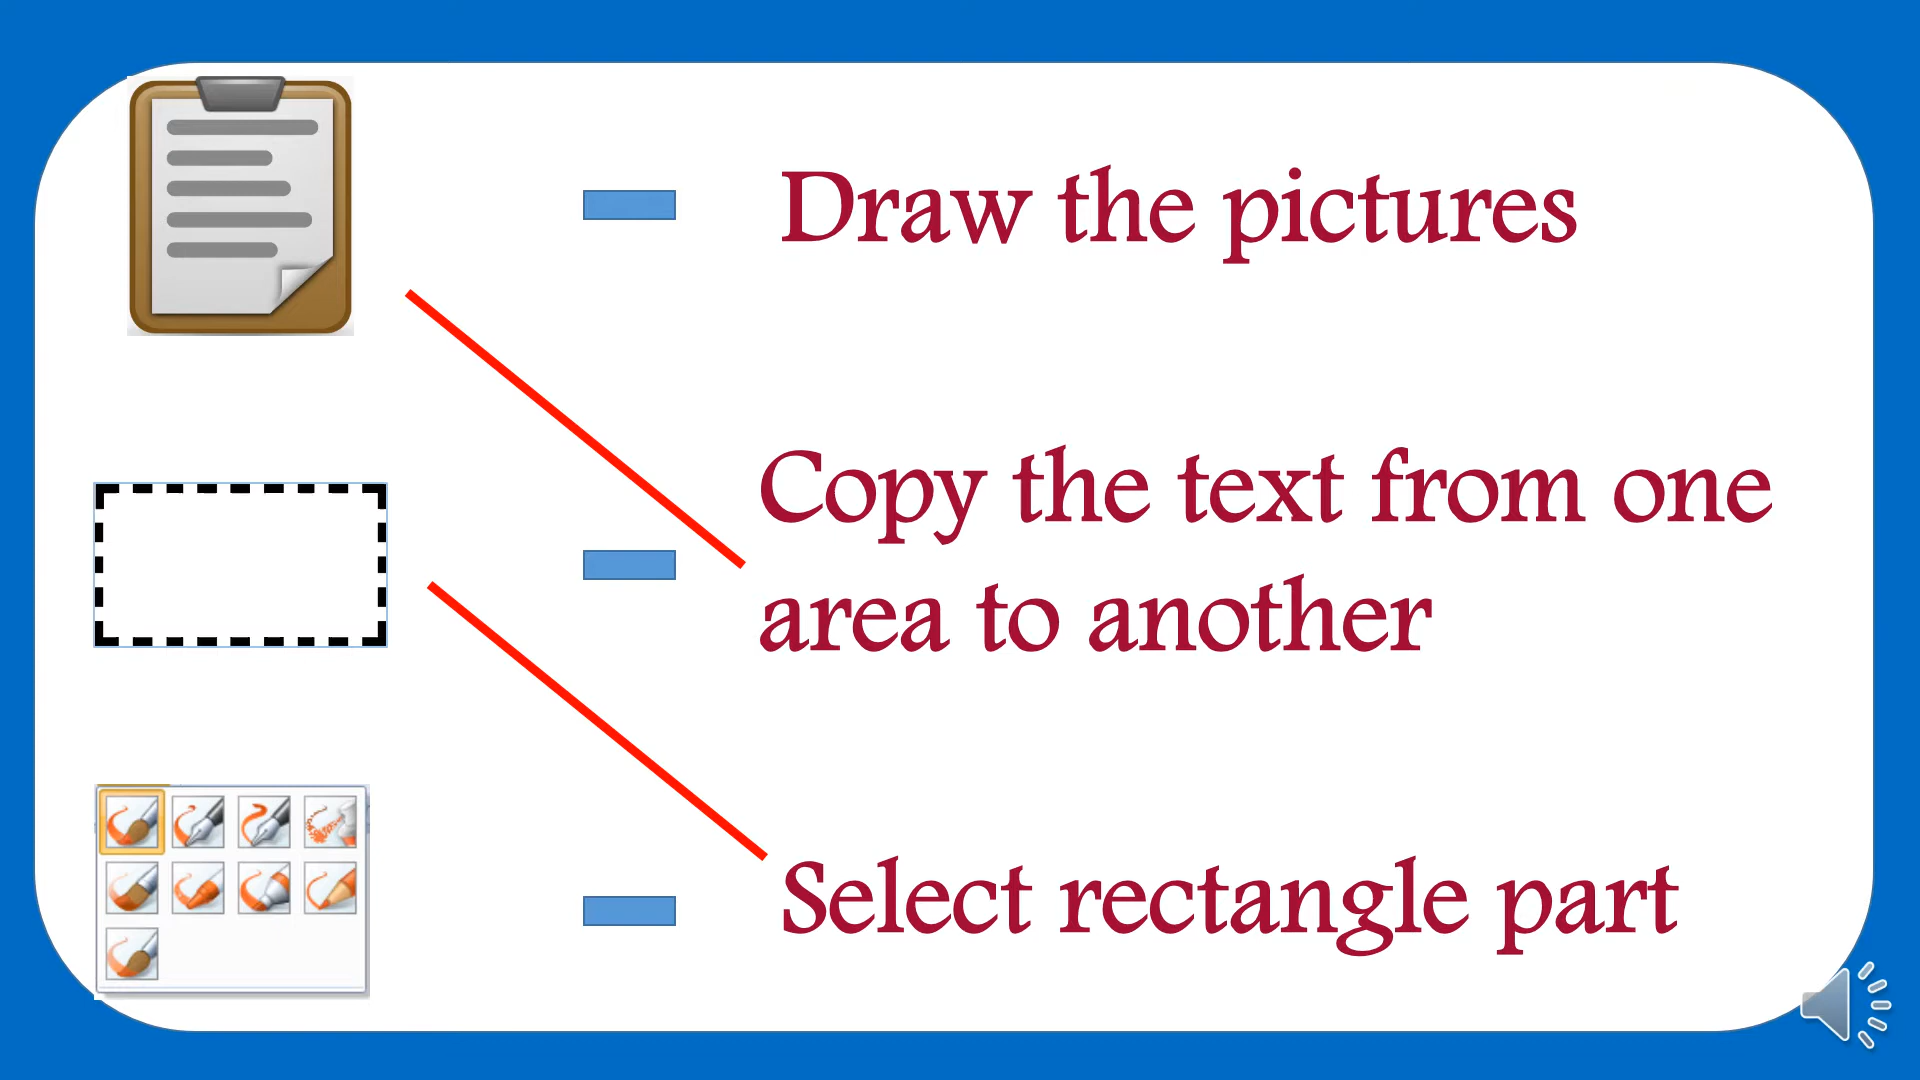 Draw the pictures
Copy the text from one
area to another
Select rectangle part